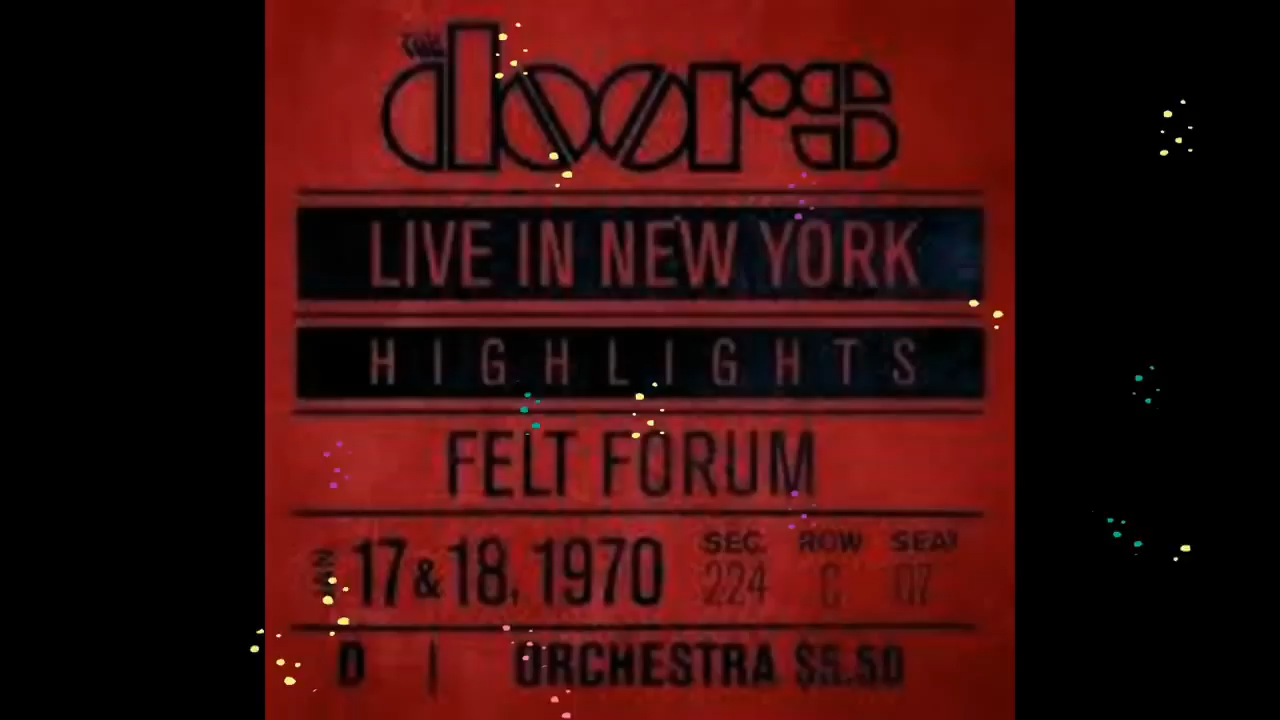 THE
doors
LIVE IN NEW YORK
HIGHLIGHTS
FELT FORUM
SEC. ROW SEAT
JAN 17 & 18, 1970 224 C 07
D | ORCHESTRA $5.50